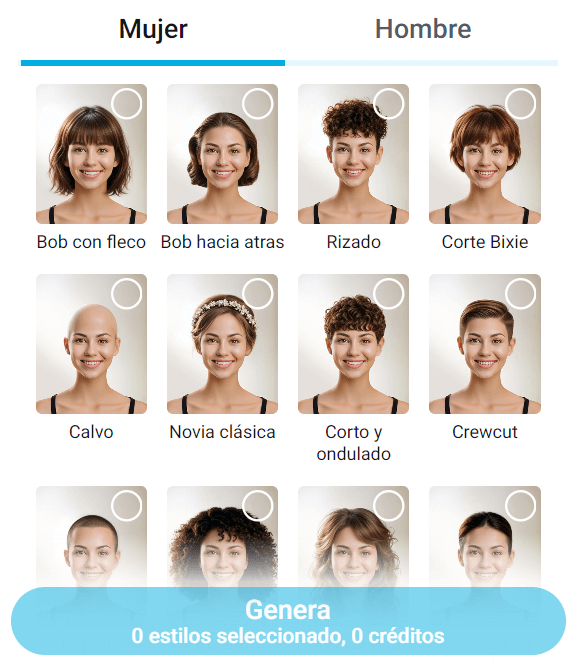 Mujer
Hombre
Bob con fleco
Bob hacia atras
Rizado
Corte Bixie
Calvo
Novia clásica
Corto y
ondulado
Crewcut
Genera
0 estilos seleccionado, 0 créditos